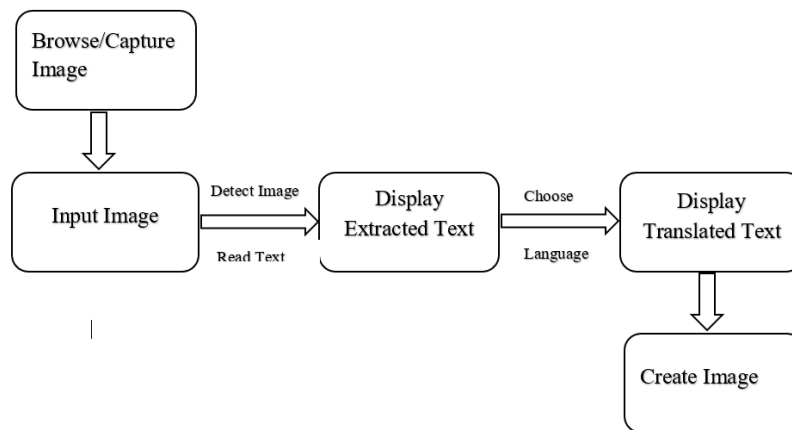 Browse/Capture
Image
Input Image
Detect Image
Read Text
Display
Extracted Text
Choose
Language
Display
Translated Text
Create Image